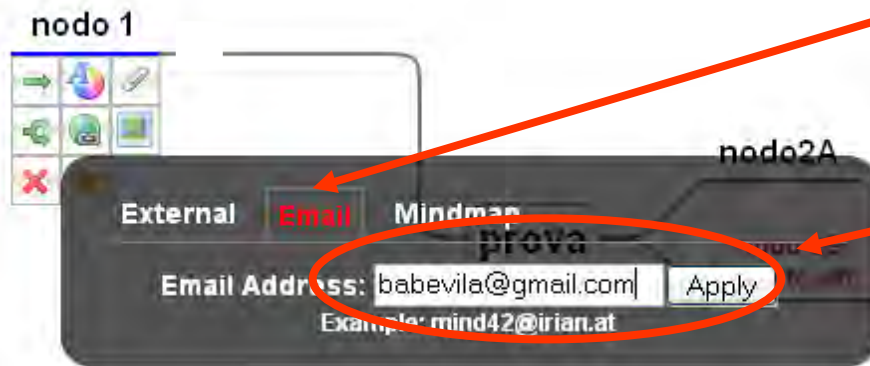 nodo 1
nodo2A
External Email Mindmap
prova
Email Address: babevila@gmail.com Apply
Example: mind42@irian.at